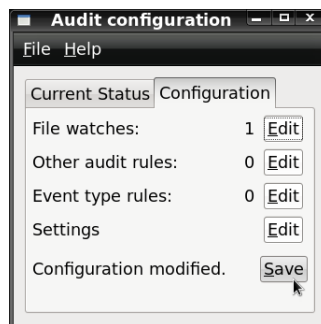 Audit configuration
File Help
Current Status Configuration
File watches: 1 Edit
Other audit rules: 0 Edit
Event type rules: 0 Edit
Settings Edit
Configuration modified. Save